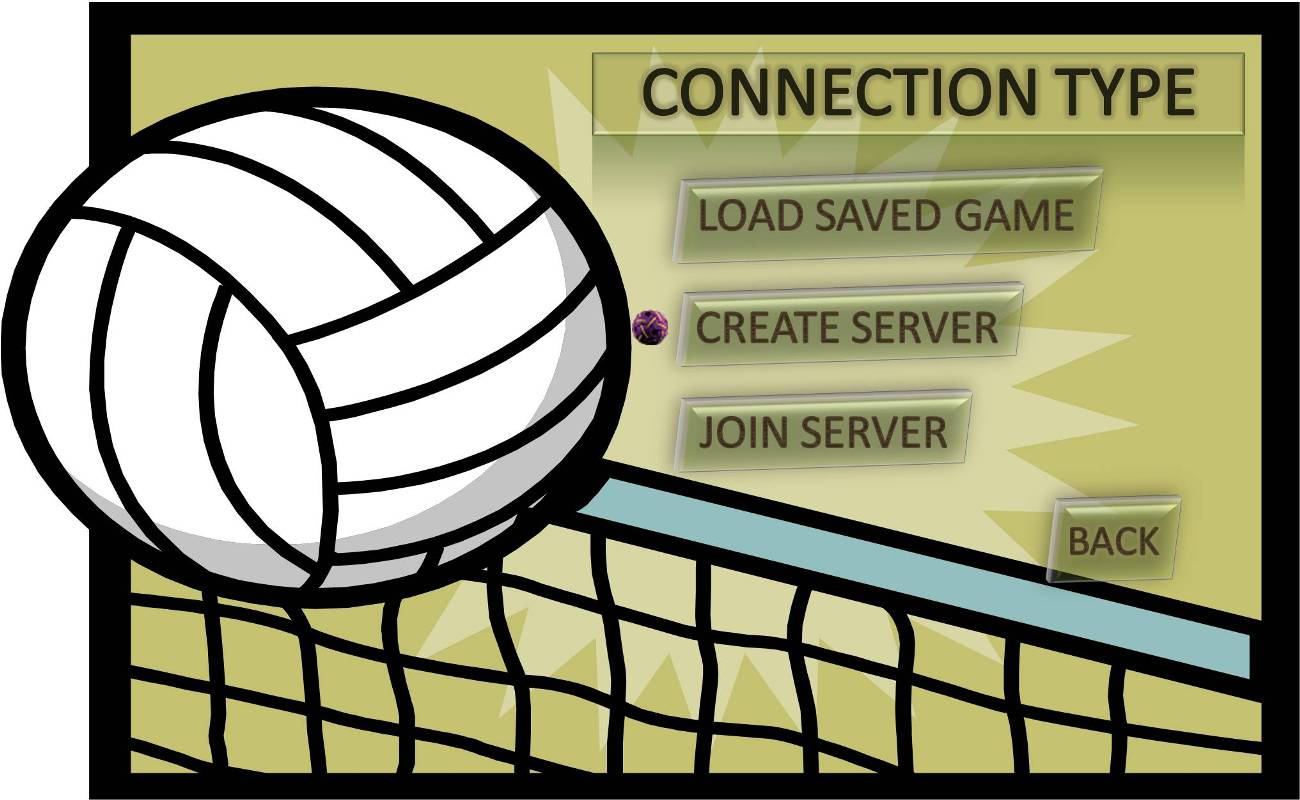 CONNECTION TYPE
LOAD SAVED GAME
CREATE SERVER
JOIN SERVER
BACK